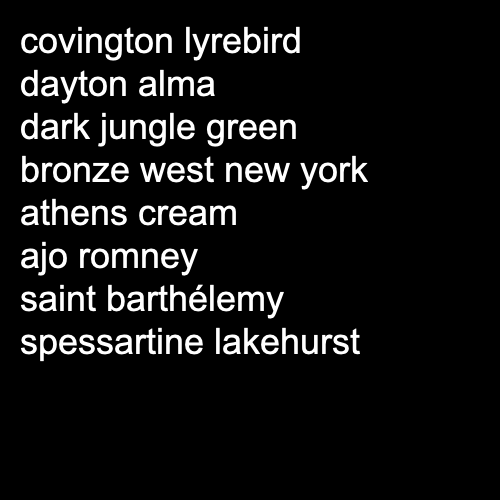 covington lyrebird
dayton alma
dark jungle green
bronze west new york
athens cream
ajo romney
saint barthélemy
spessartine lakehurst